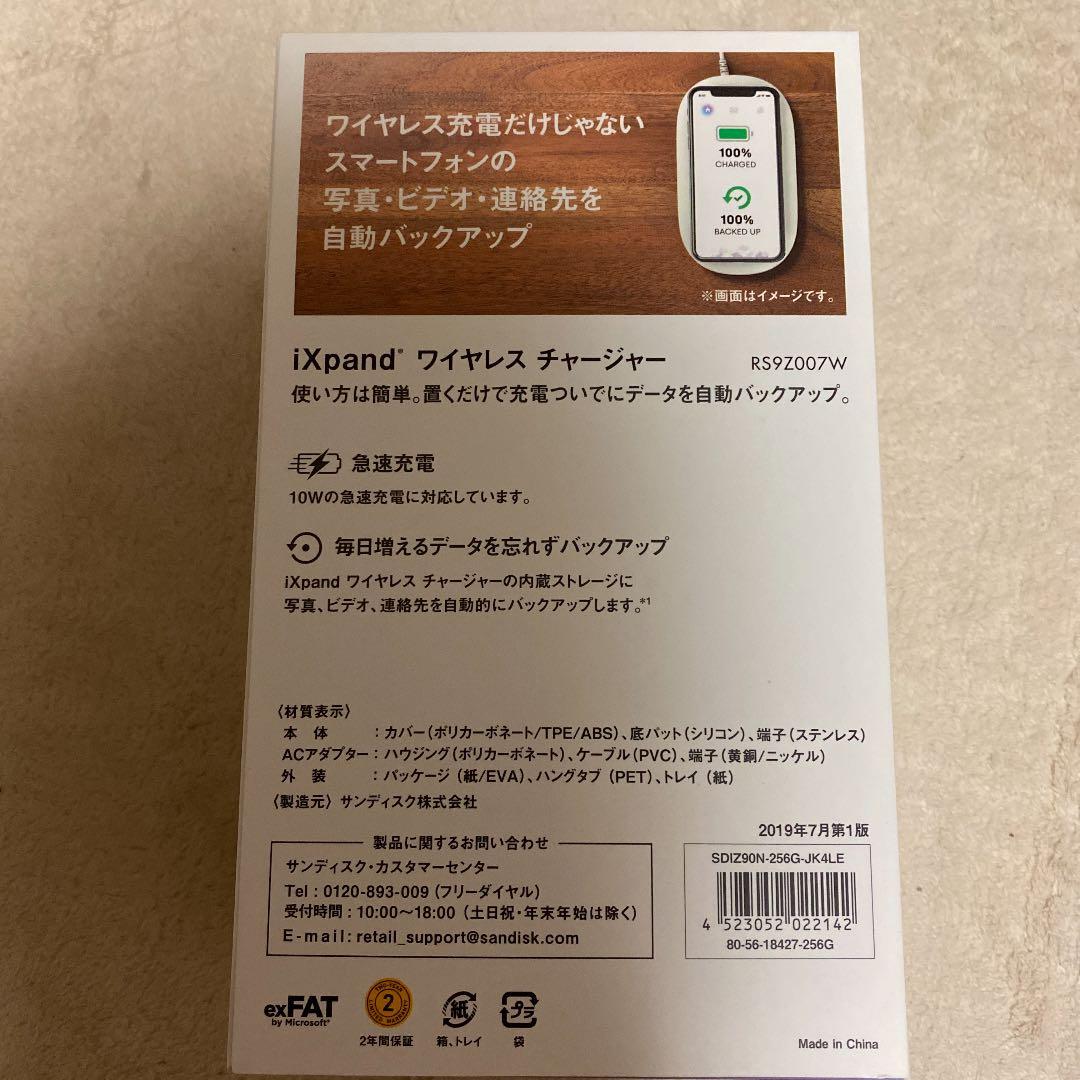 ワイヤレス充電だけじゃない
スマートフォンの
写真・ビデオ・連絡先を
自動バックアップ
100%
CHARGED
100%
BACKED UP
※画面はイメージです。
iXpand® ワイヤレス チャージャー RS9Z007W
使い方は簡単。置くだけで充電ついでにデータを自動バックアップ。
急速充電
10Wの急速充電に対応しています。
毎日増えるデータを忘れずバックアップ
iXpand ワイヤレス チャージャーの内蔵ストレージに
写真、ビデオ、連絡先を自動的にバックアップします。*1
〈材質表示〉
本 体 : カバー(ポリカーボネート/TPE/ABS)、底パット(シリコン)、端子(ステンレス)
ACアダプター : ハウジング(ポリカーボネート)、ケーブル(PVC)、端子(黄銅/ニッケル)
外 装 : パッケージ (紙/EVA)、ハングタブ (PET)、トレイ (紙)
〈製造元〉 サンディスク株式会社
2019年7月第1版
製品に関するお問い合わせ
サンディスク・カスタマーセンター
Tel : 0120-893-009 (フリーダイヤル)
受付時間 : 10:00〜18:00 (土日祝・年末年始は除く)
E-mail: retail_support@sandisk.com
SDIZ90N-256G-JK4LE
4 523052 022142
80-56-18427-256G
exFAT
by Microsoft®
TWO-YEAR
2
LIMITED WARRANTY
2年間保証
紙
箱、トレイ
プラ
袋
Made in China